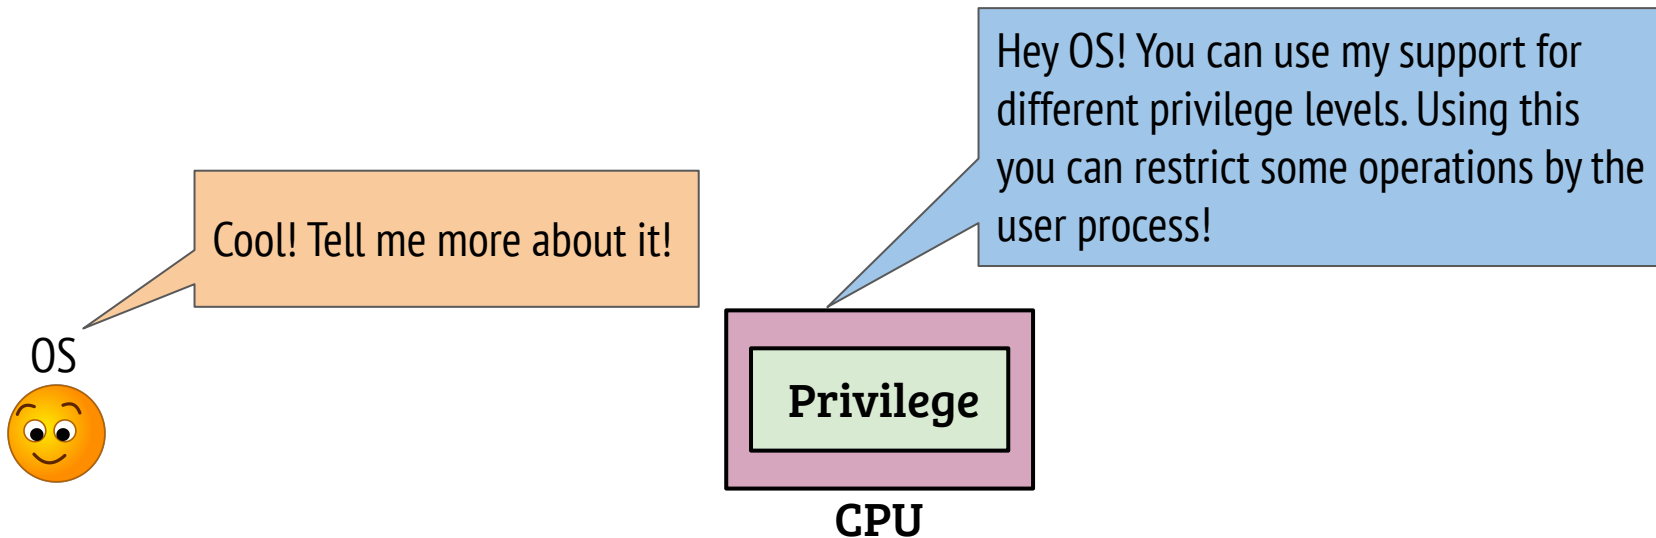 Hey OS! You can use my support for
different privilege levels. Using this
you can restrict some operations by the
user process!
Cool! Tell me more about it!
OS
Privilege
CPU